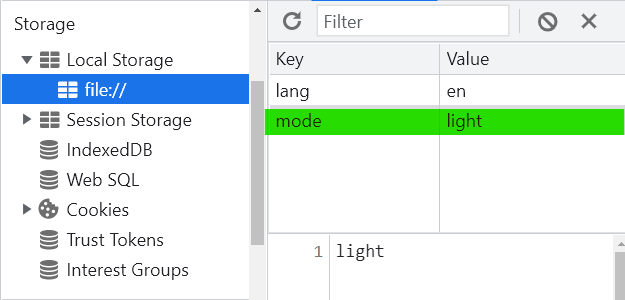 Storage
Local Storage
file://
Session Storage
IndexedDB
Web SQL
Cookies
Trust Tokens
Interest Groups
Filter
Key Value
lang en
mode light
1 light